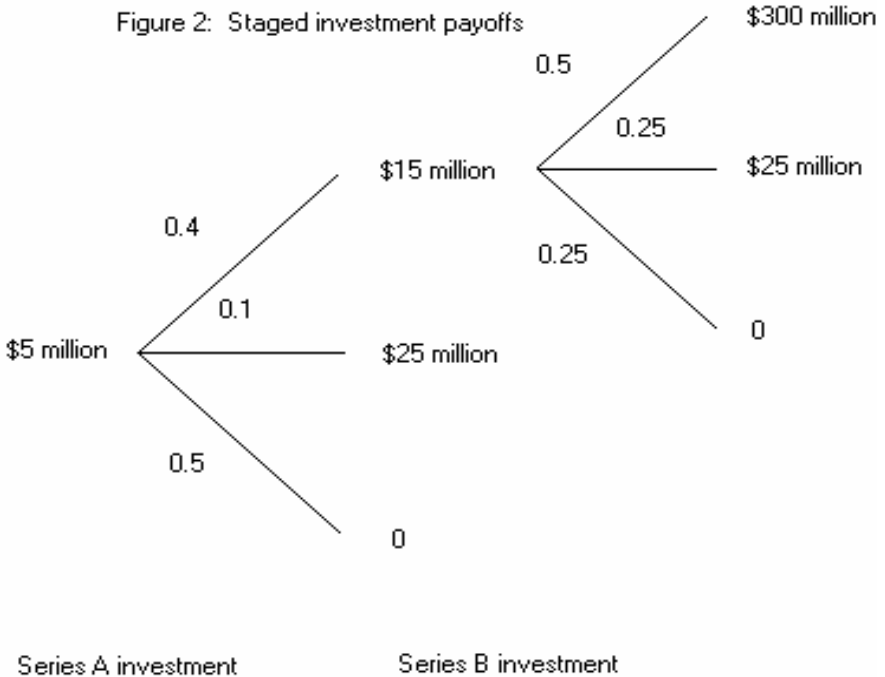 Figure 2: Staged investment payoffs
$300 million
0.5
0.25
$15 million
$25 million
0.4
0.25
0.1
0
$5 million
$25 million
0.5
0
Series A investment
Series B investment